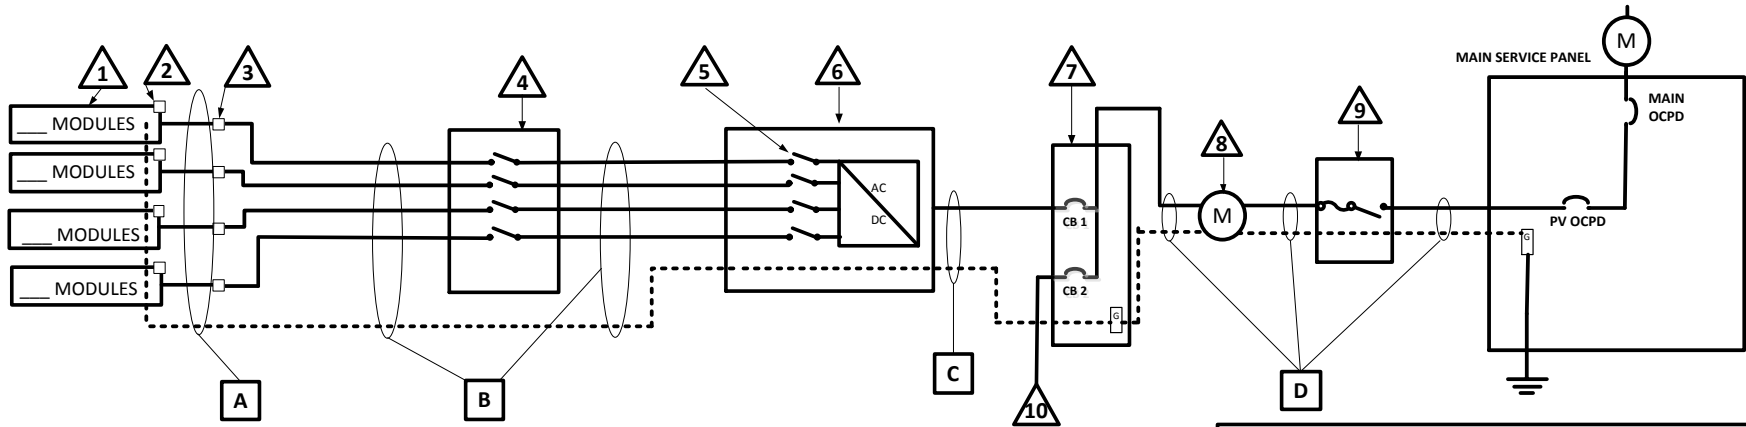 M
MAIN SERVICE PANEL
1
2
3
4
5
6
7
8
9
MAIN
OCPD
___ MODULES
___ MODULES
___ MODULES
___ MODULES
AC
DC
CB 1
M
PV OCPD
G
CB 2
G
A
B
C
10
D